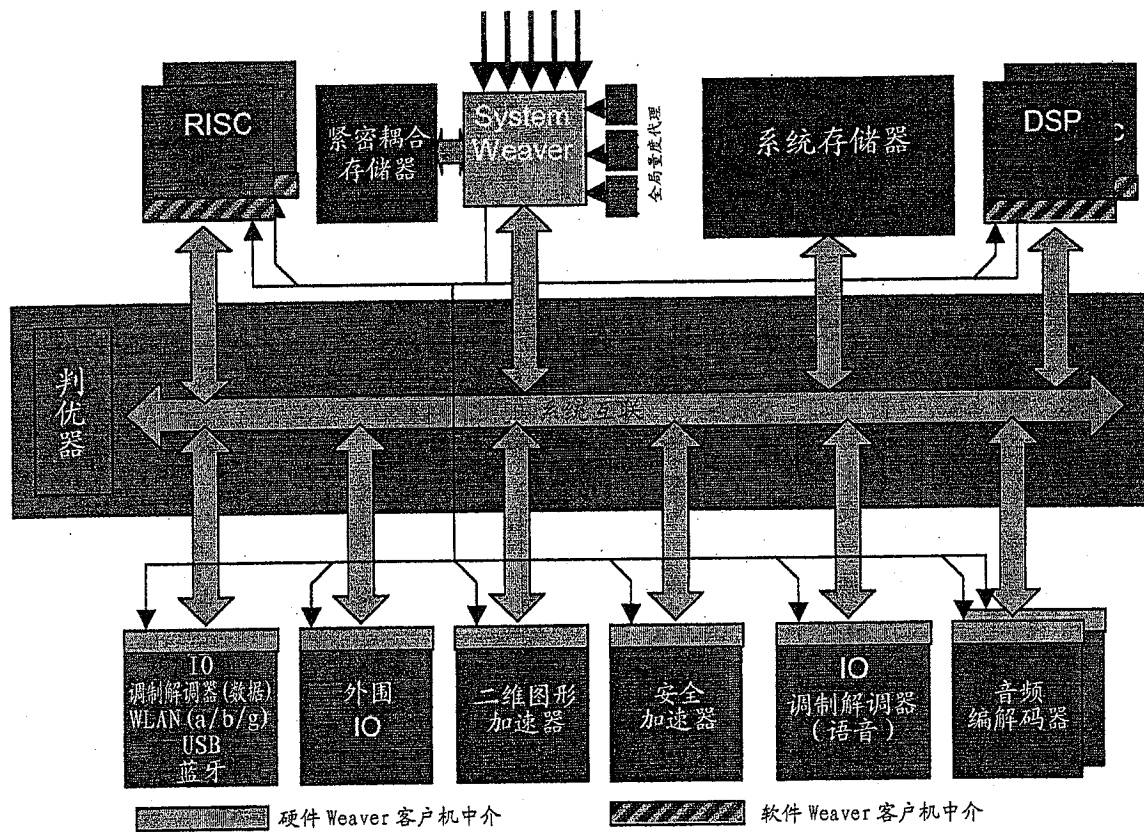 RISC
紧密耦合
存储器
System
Weaver
全局量度代理
系统存储器
DSP
C
判优器
系统互联
IO
调制解调器(数据)
WLAN(a/b/g)
USB
蓝牙
外围
IO
二维图形
加速器
安全
加速器
IO
调制解调器
(语音)
音频
编解码器
硬件 Weaver 客户机中介
软件 Weaver 客户机中介